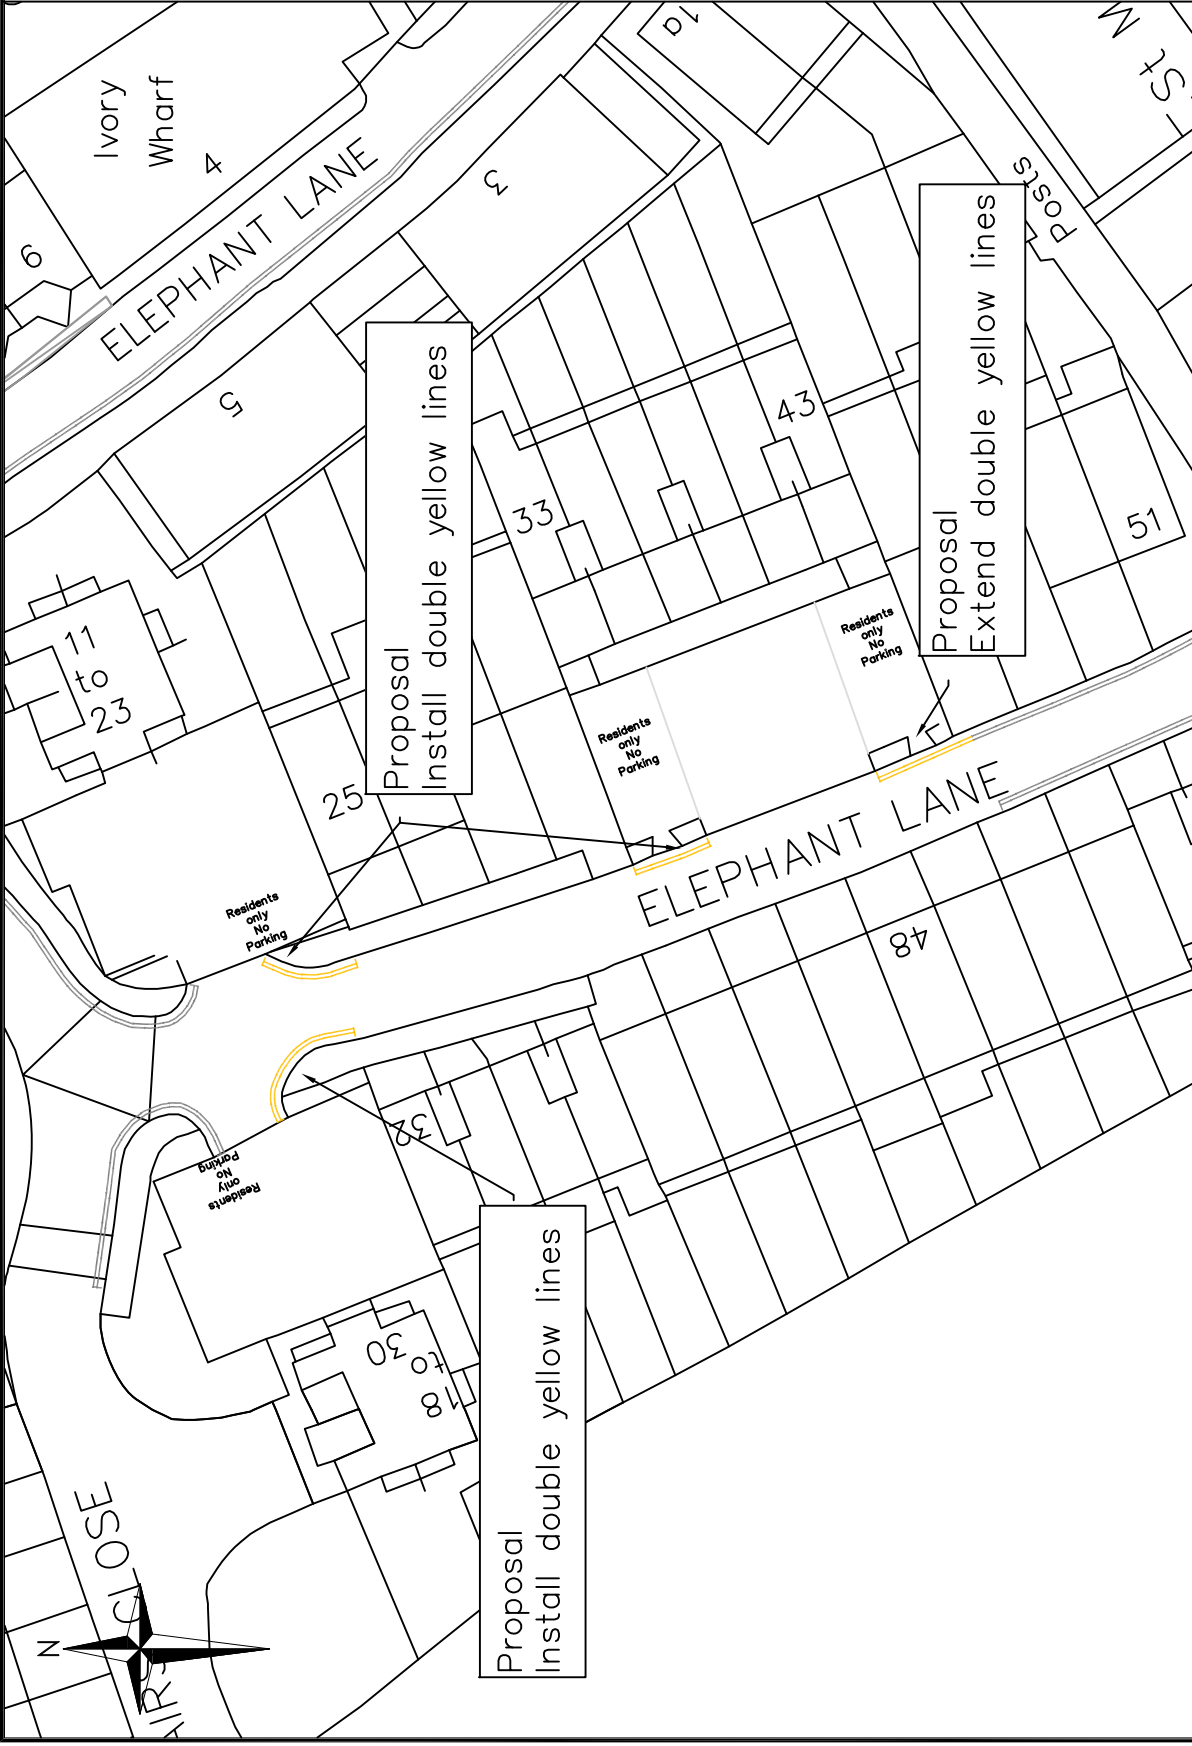 Ivory
Wharf
4
6
ELEPHANT LANE
3
1a
St M
Posts
5
11
to
23
Proposal
Install double yellow lines
33
43
Proposal
Extend double yellow lines
51
25
Residents
only
No
Parking
Residents
only
No
Parking
Residents
only
No
Parking
ELEPHANT LANE
48
32
Residents
only
No
Parking
Proposal
Install double yellow lines
18
to
30
CLOSE
N